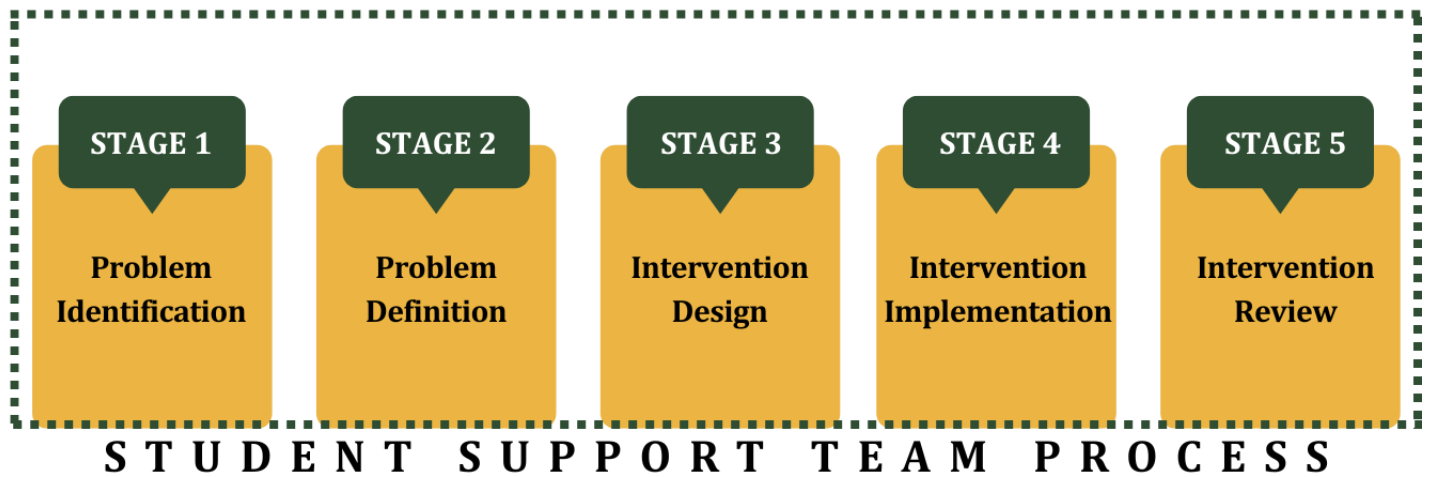 STAGE 1
Problem
Identification
STAGE 2
Problem
Definition
STAGE 3
Intervention
Design
STAGE 4
Intervention
Implementation
STAGE 5
Intervention
Review
STUDENT SUPPORT TEAM PROCESS